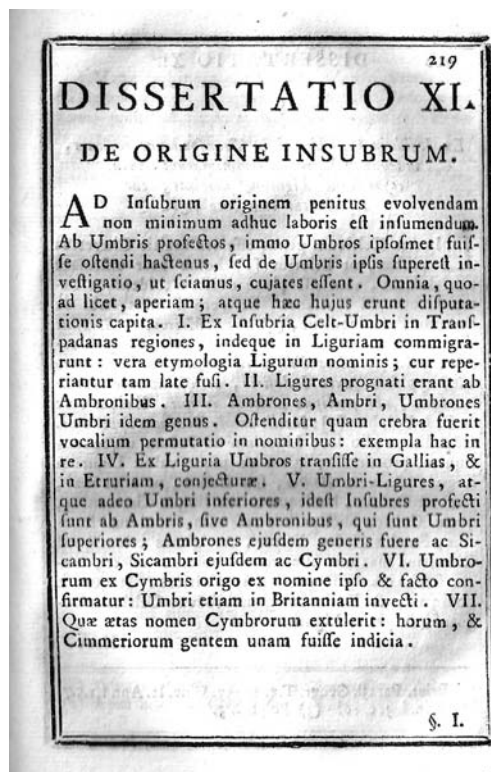 219
DISSERTATIO XI.
DE ORIGINE INSUBRUM.
AD Inſubrum originem penitus evolvendam
non minimum adhuc laboris eſt inſumendum.
Ab Umbris profectos, immo Umbros ipſoſmet fuiſ-
ſe oſtendi hactenus, ſed de Umbris ipſis ſupereſt in-
veſtigatio, ut ſciamus, cujates eſſent. Omnia, quo-
ad licet, aperiam; atque hæc hujus erunt diſputa-
tionis capita. I. Ex Inſubria Celt-Umbri in Tranſ-
padanas regiones, indeque in Liguriam commigra-
runt: vera etymologia Ligurum nominis; cur repe-
riantur tam late fuſi. II. Ligures prognati erant ab
Ambronibus. III. Ambrones, Ambri, Umbrones
Umbri idem genus. Oſtenditur quam crebra fuerit
vocalium permutatio in nominibus: exempla hac in
re. IV. Ex Liguria Umbros tranſiſſe in Gallias, &
in Etruriam, conjecturæ. V. Umbri-Ligures, at-
que adeo Umbri inferiores, ideſt Inſubres profecti
ſunt ab Ambris, ſive Ambronibus, qui ſunt Umbri
ſuperiores; Ambrones ejuſdem generis fuere ac Si-
cambri, Sicambri ejuſdem ac Cymbri. VI. Umbro-
rum ex Cymbris origo ex nomine ipſo & facto con-
firmatur: Umbri etiam in Britanniam invecti. VII.
Quæ ætas nomen Cymbrorum extulerit: horum, &
Cimmeriorum gentem unam fuiſſe indicia.
§. I.